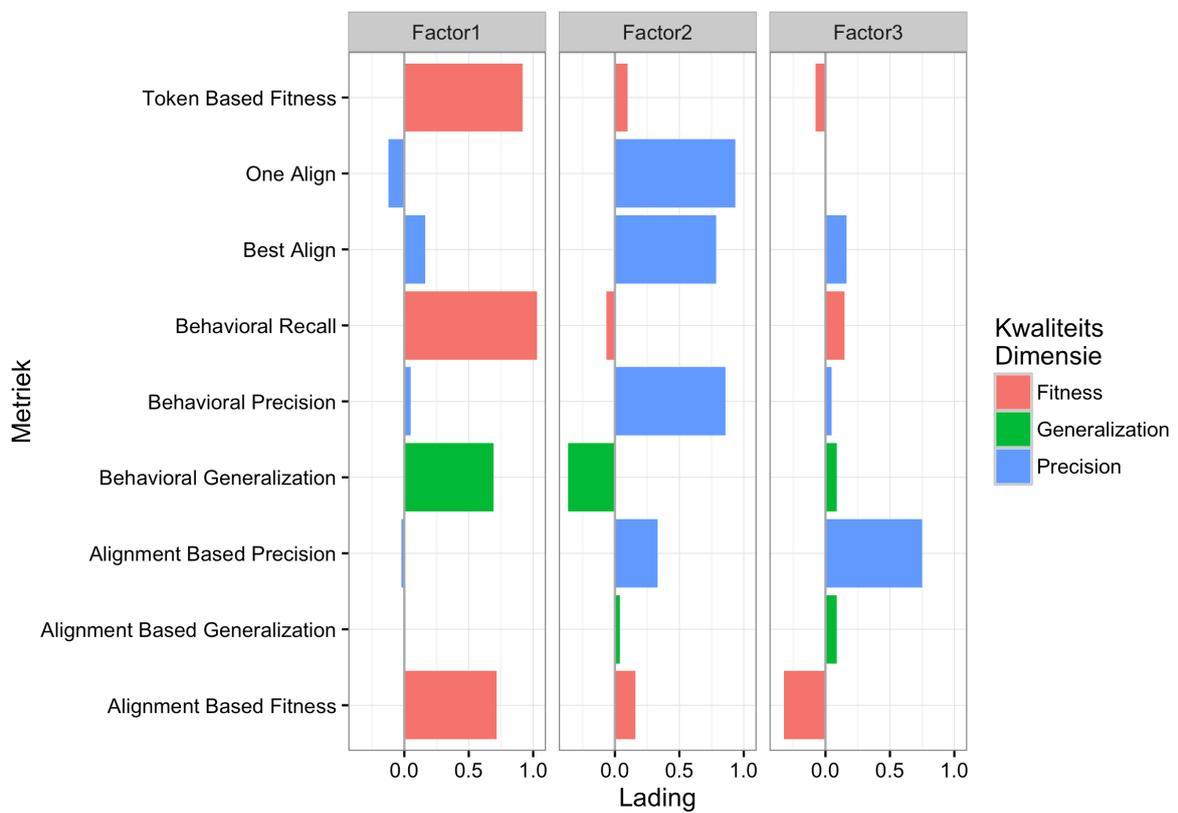 Factor1
Factor2
Factor3
Token Based Fitness
One Align
Best Align
Behavioral Recall
Behavioral Precision
Behavioral Generalization
Alignment Based Precision
Alignment Based Generalization
Alignment Based Fitness
Metriek
0.0 0.5 1.0
0.0 0.5 1.0
0.0 0.5 1.0
Lading
Kwaliteits
Dimensie
Fitness
Generalization
Precision